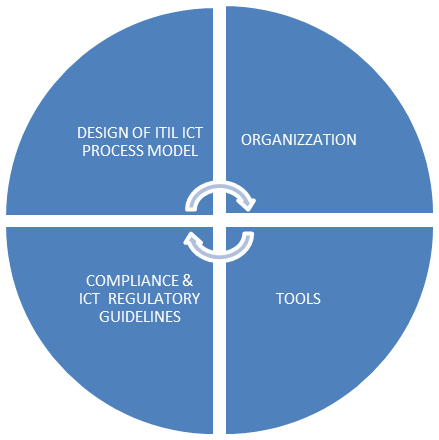 DESIGN OF ITIL ICT
PROCESS MODEL
ORGANIZZATION
COMPLIANCE &
ICT REGULATORY
GUIDELINES
TOOLS